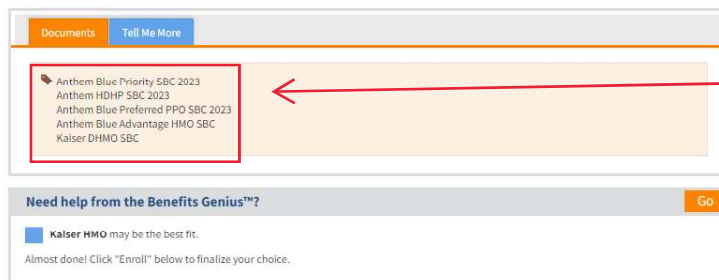 Documents Tell Me More
Anthem Blue Priority SBC 2023
Anthem HDHP SBC 2023
Anthem Blue Preferred PPO SBC 2023
Anthem Blue Advantage HMO SBC
Kaiser DHMO SBC
Need help from the Benefits Genius™? Go
Kaiser HMO may be the best fit.
Almost done! Click "Enroll" below to finalize your choice.